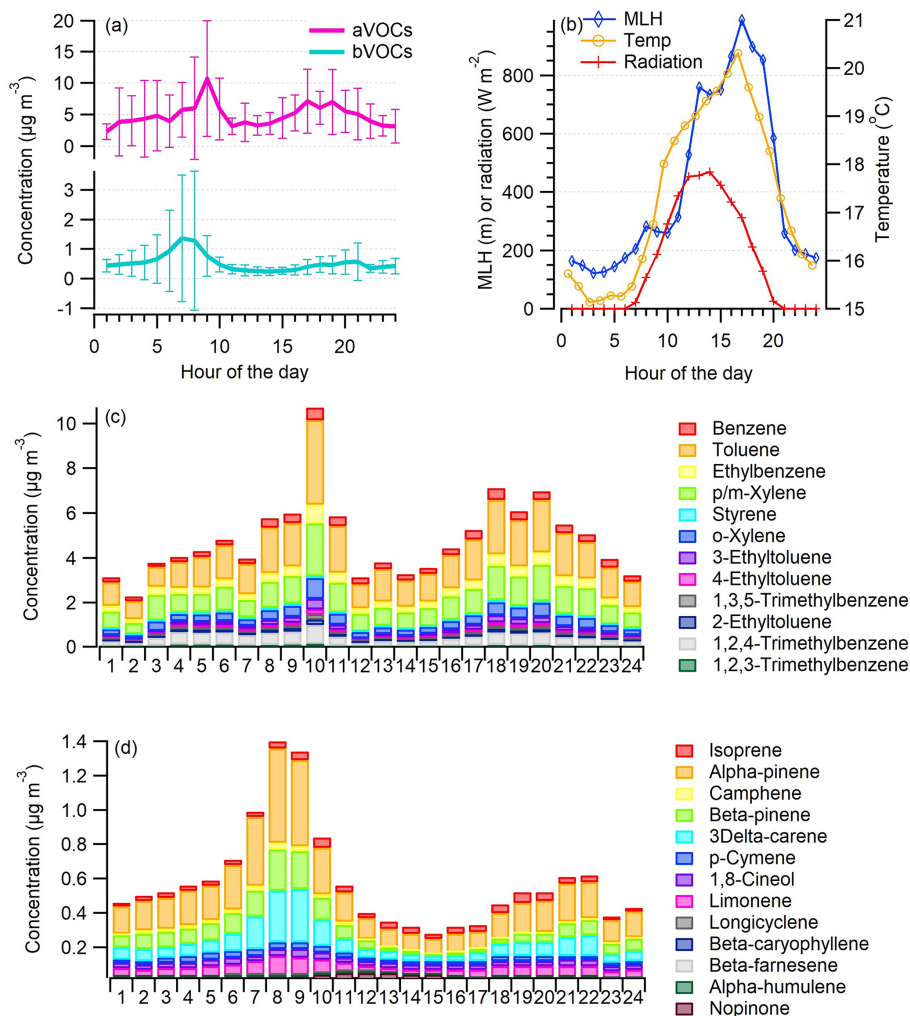 (a)
aVOCs
bVOCs
20
15
10
5
0
3
2
1
0
-1
Concentration (µg m⁻³)
0 5 10 15 20
Hour of the day
(b)
MLH
Temp
Radiation
800
600
400
200
0
MLH (m) or radiation (W m⁻²)
21
20
19
18
17
16
15
Temperature (°C)
0 5 10 15 20
Hour of the day
(c)
10
8
6
4
2
0
Concentration (µg m⁻³)
1 2 3 4 5 6 7 8 9 10 11 12 13 14 15 16 17 18 19 20 21 22 23 24
Benzene
Toluene
Ethylbenzene
p/m-Xylene
Styrene
o-Xylene
3-Ethyltoluene
4-Ethyltoluene
1,3,5-Trimethylbenzene
2-Ethyltoluene
1,2,4-Trimethylbenzene
1,2,3-Trimethylbenzene
(d)
1.4
1.2
1.0
0.8
0.6
0.4
0.2
Concentration (µg m⁻³)
1 2 3 4 5 6 7 8 9 10 11 12 13 14 15 16 17 18 19 20 21 22 23 24
Isoprene
Alpha-pinene
Camphene
Beta-pinene
3Delta-carene
p-Cymene
1,8-Cineol
Limonene
Longicyclene
Beta-caryophyllene
Beta-farnesene
Alpha-humulene
Nopinone